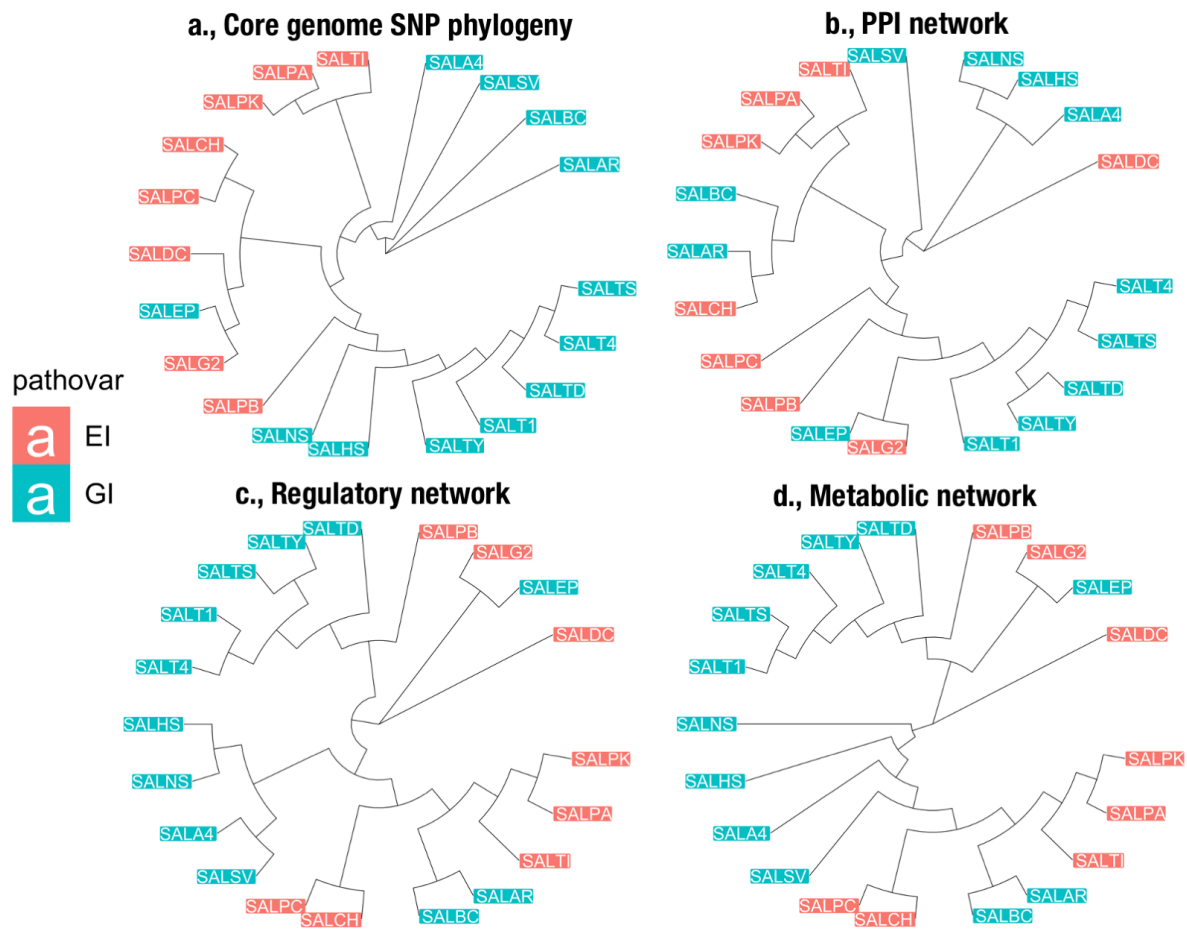 a., Core genome SNP phylogeny
SALTI
SALPA
SALPK
SALCH
SALPC
SALDC
SALEP
SALG2
SALPB
SALNS
SALHS
SALTY
SALT1
SALTD
SALT4
SALTS
SALAR
SALBC
SALSV
SALA4
b., PPI network
SALSV
SALTI
SALPA
SALPK
SALBC
SALAR
SALCH
SALPC
SALPB
SALEP
SALG2
SALT1
SALTY
SALTD
SALTS
SALT4
SALDC
SALA4
SALHS
SALNS
pathovar
a EI
a GI
c., Regulatory network
SALTD
SALTY
SALTS
SALT1
SALT4
SALHS
SALNS
SALA4
SALSV
SALPC
SALCH
SALBC
SALAR
SALTI
SALPA
SALPK
SALDC
SALEP
SALG2
SALPB
d., Metabolic network
SALTD
SALTY
SALT4
SALTS
SALT1
SALNS
SALHS
SALA4
SALSV
SALPC
SALCH
SALBC
SALAR
SALTI
SALPA
SALPK
SALDC
SALEP
SALG2
SALPB